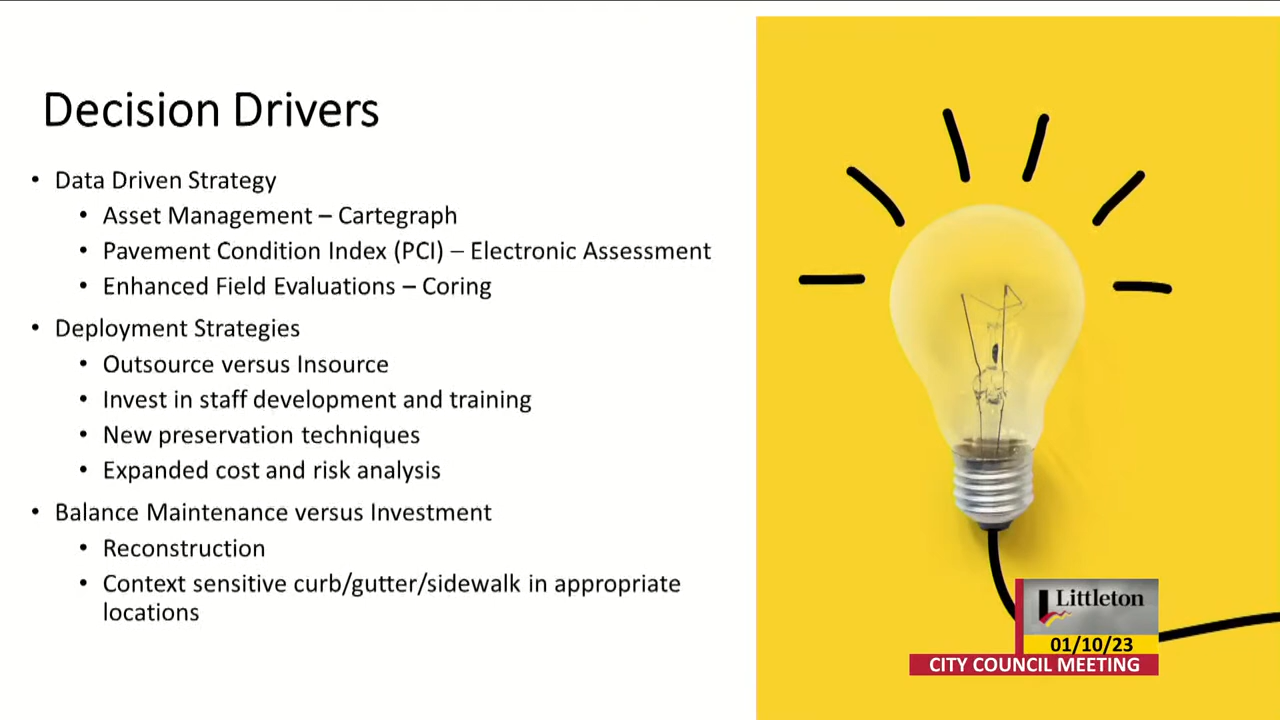 Decision Drivers
• Data Driven Strategy
• Asset Management – Cartegraph
• Pavement Condition Index (PCI) – Electronic Assessment
• Enhanced Field Evaluations – Coring
• Deployment Strategies
• Outsource versus Insource
• Invest in staff development and training
• New preservation techniques
• Expanded cost and risk analysis
• Balance Maintenance versus Investment
• Reconstruction
• Context sensitive curb/gutter/sidewalk in appropriate
locations
Littleton
01/10/23
CITY COUNCIL MEETING